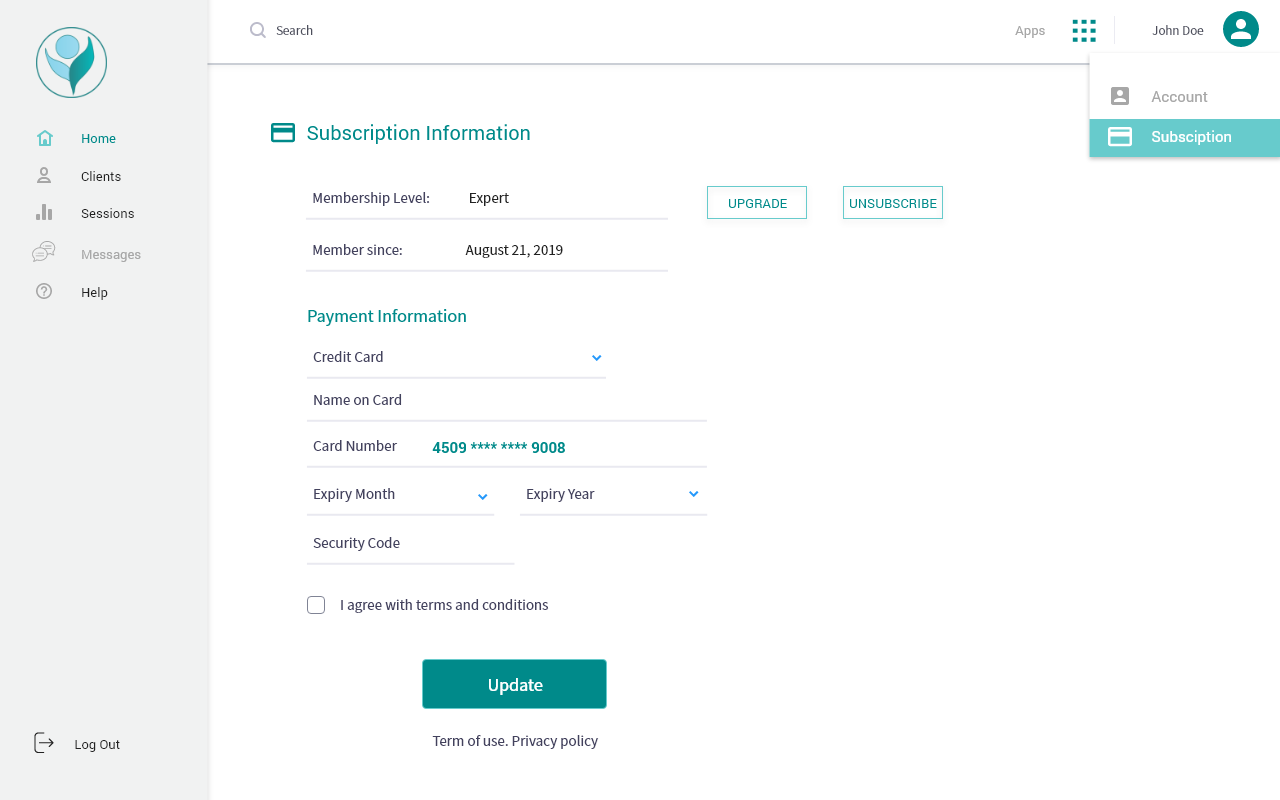 Search
Apps
John Doe
Account
Subsciption
Home
Clients
Sessions
Messages
Help
Log Out
Subscription Information
Membership Level: Expert
UPGRADE
UNSUBSCRIBE
Member since: August 21, 2019
Payment Information
Credit Card
Name on Card
Card Number 4509 **** **** 9008
Expiry Month Expiry Year
Security Code
I agree with terms and conditions
Update
Term of use. Privacy policy